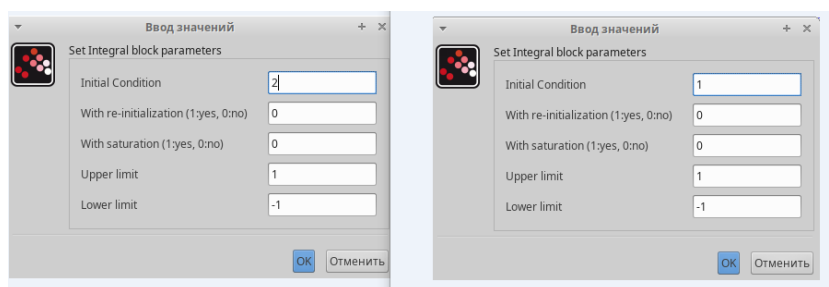 Ввод значений
Set Integral block parameters
Initial Condition 2
With re-initialization (1:yes, 0:no) 0
With saturation (1:yes, 0:no) 0
Upper limit 1
Lower limit -1
OK Отменить
Ввод значений
Set Integral block parameters
Initial Condition 1
With re-initialization (1:yes, 0:no) 0
With saturation (1:yes, 0:no) 0
Upper limit 1
Lower limit -1
OK Отменить